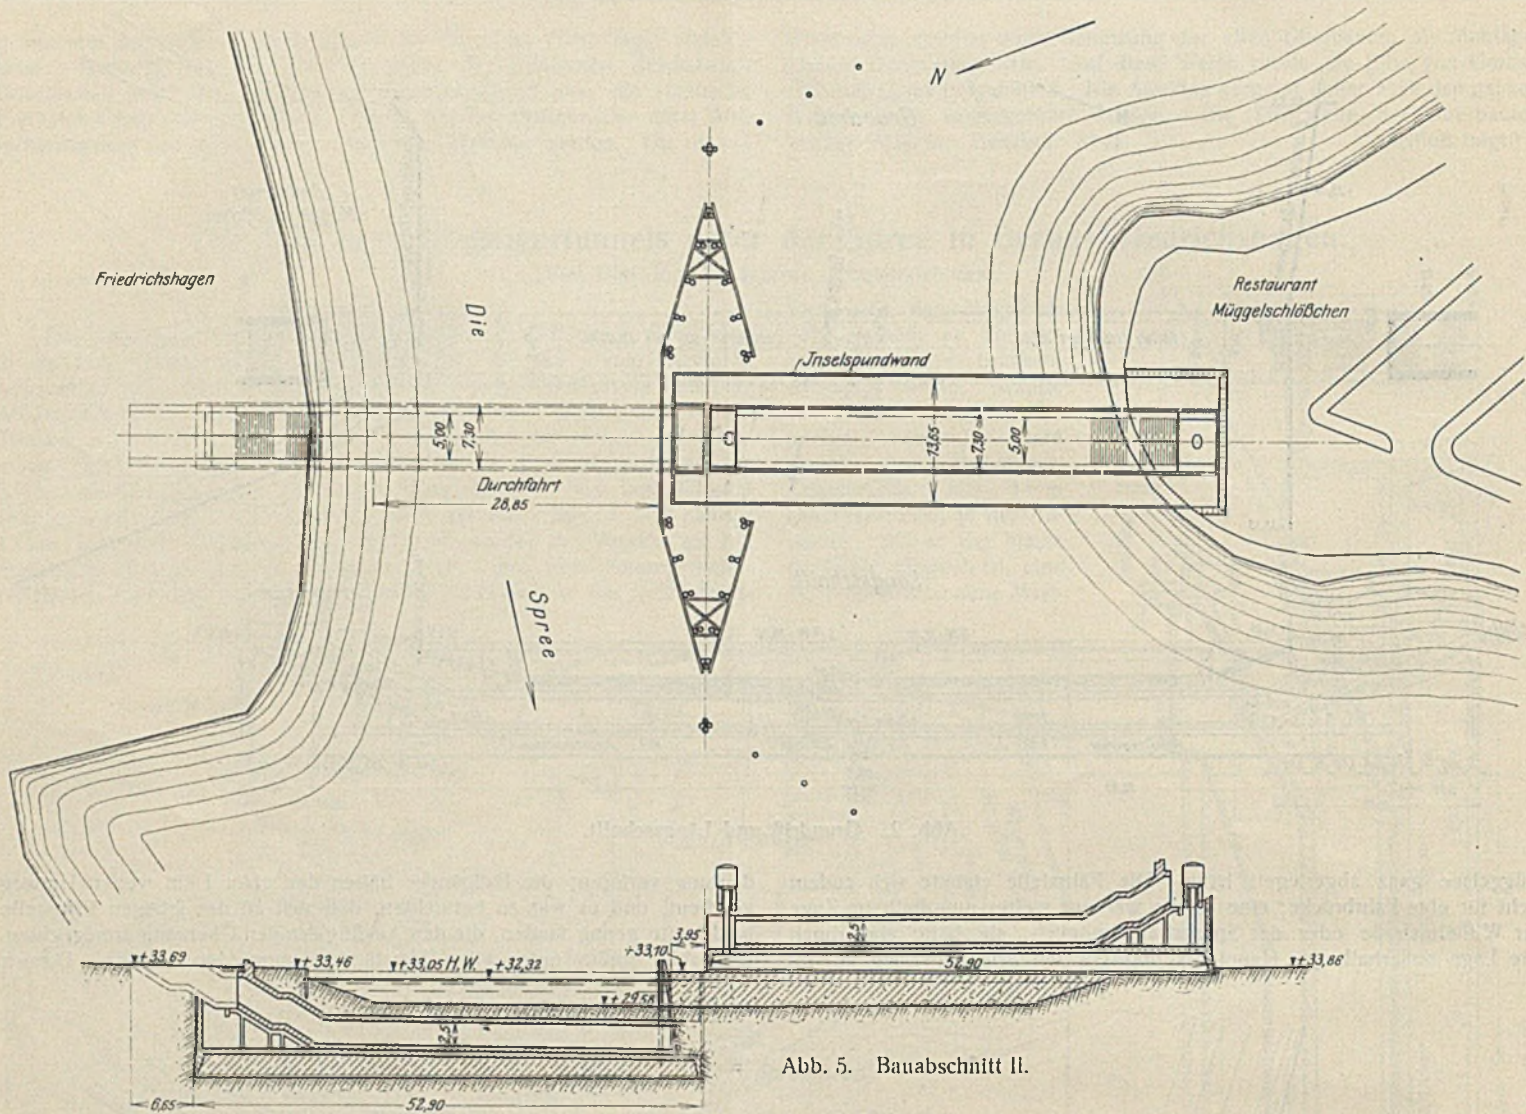 N
Friedrichshagen
Die
Restaurant
Müggelschlößchen
Jnselspundwand
5,00
7,30
13,65
7,30
5,00
Durchfahrt
28,85
Spree
3,95
+33,10
2,5
52,90
+33,69
+33,46
+33,05 H.W.
+32,32
+33,86
+29,58
2,5
Abb. 5. Bauabschnitt II.
6,65
52,90